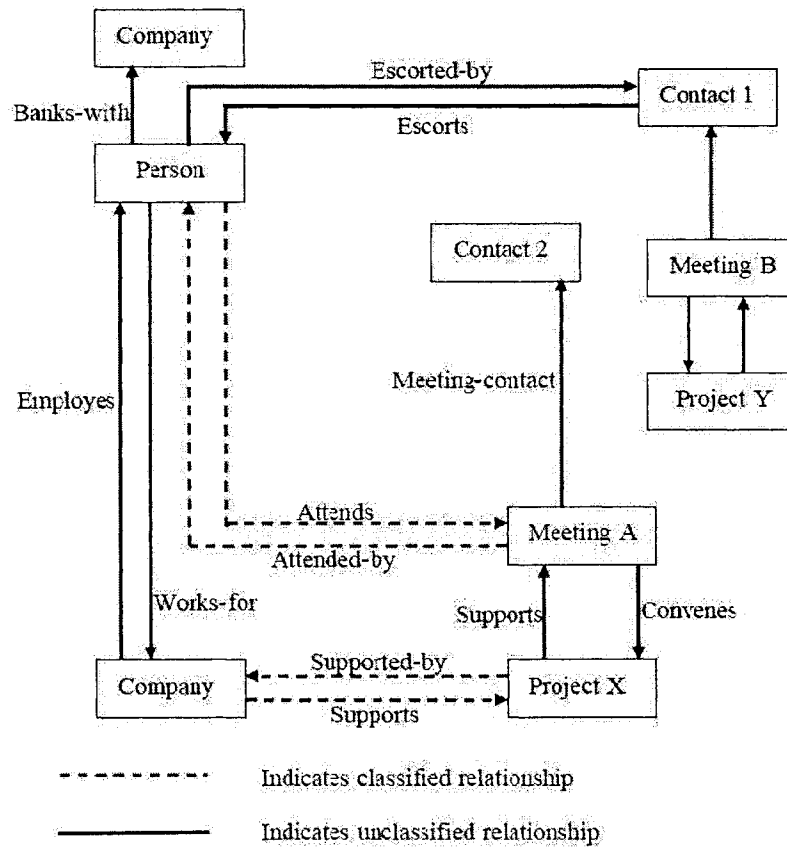 Company
Escorted-by
Contact 1
Banks-with
Escorts
Person
Contact 2
Meeting B
Meeting-contact
Employes
Project Y
Attends
Meeting A
Attended-by
Works-for
Supports
Convenes
Supported-by
Company
Project X
Supports
Indicates classified relationship
Indicates unclassified relationship